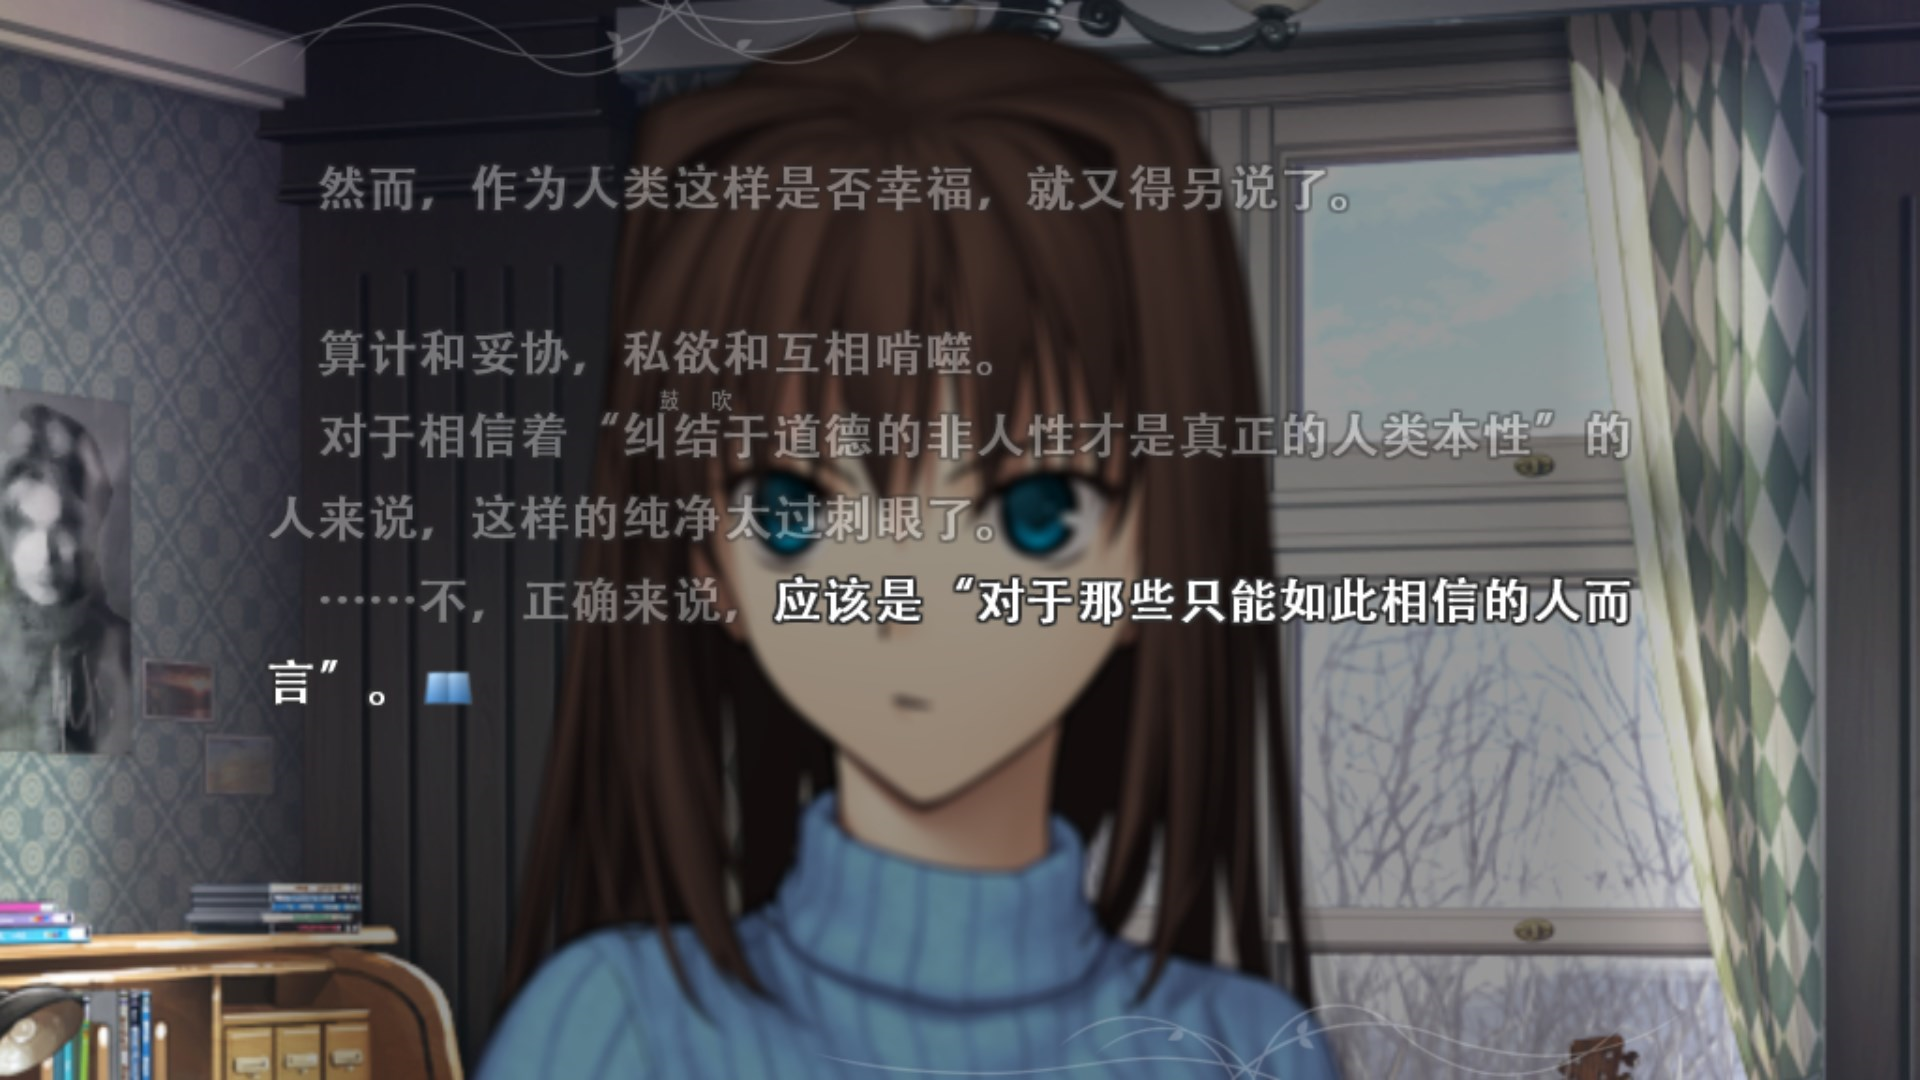 然而，作为人类这样是否幸福，就又得另说了。
算计和妥协，私欲和互相啃噬。
鼓吹
对于相信着“纠结于道德的非人性才是真正的人类本性”的
人来说，这样的纯净太过刺眼了。
……不，正确来说，应该是“对于那些只能如此相信的人而
言”。